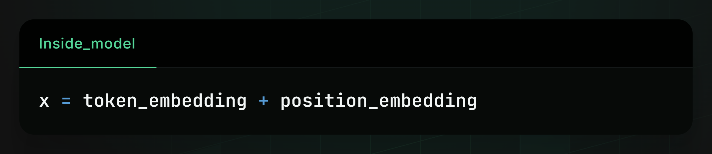 Inside_model
x = token_embedding + position_embedding